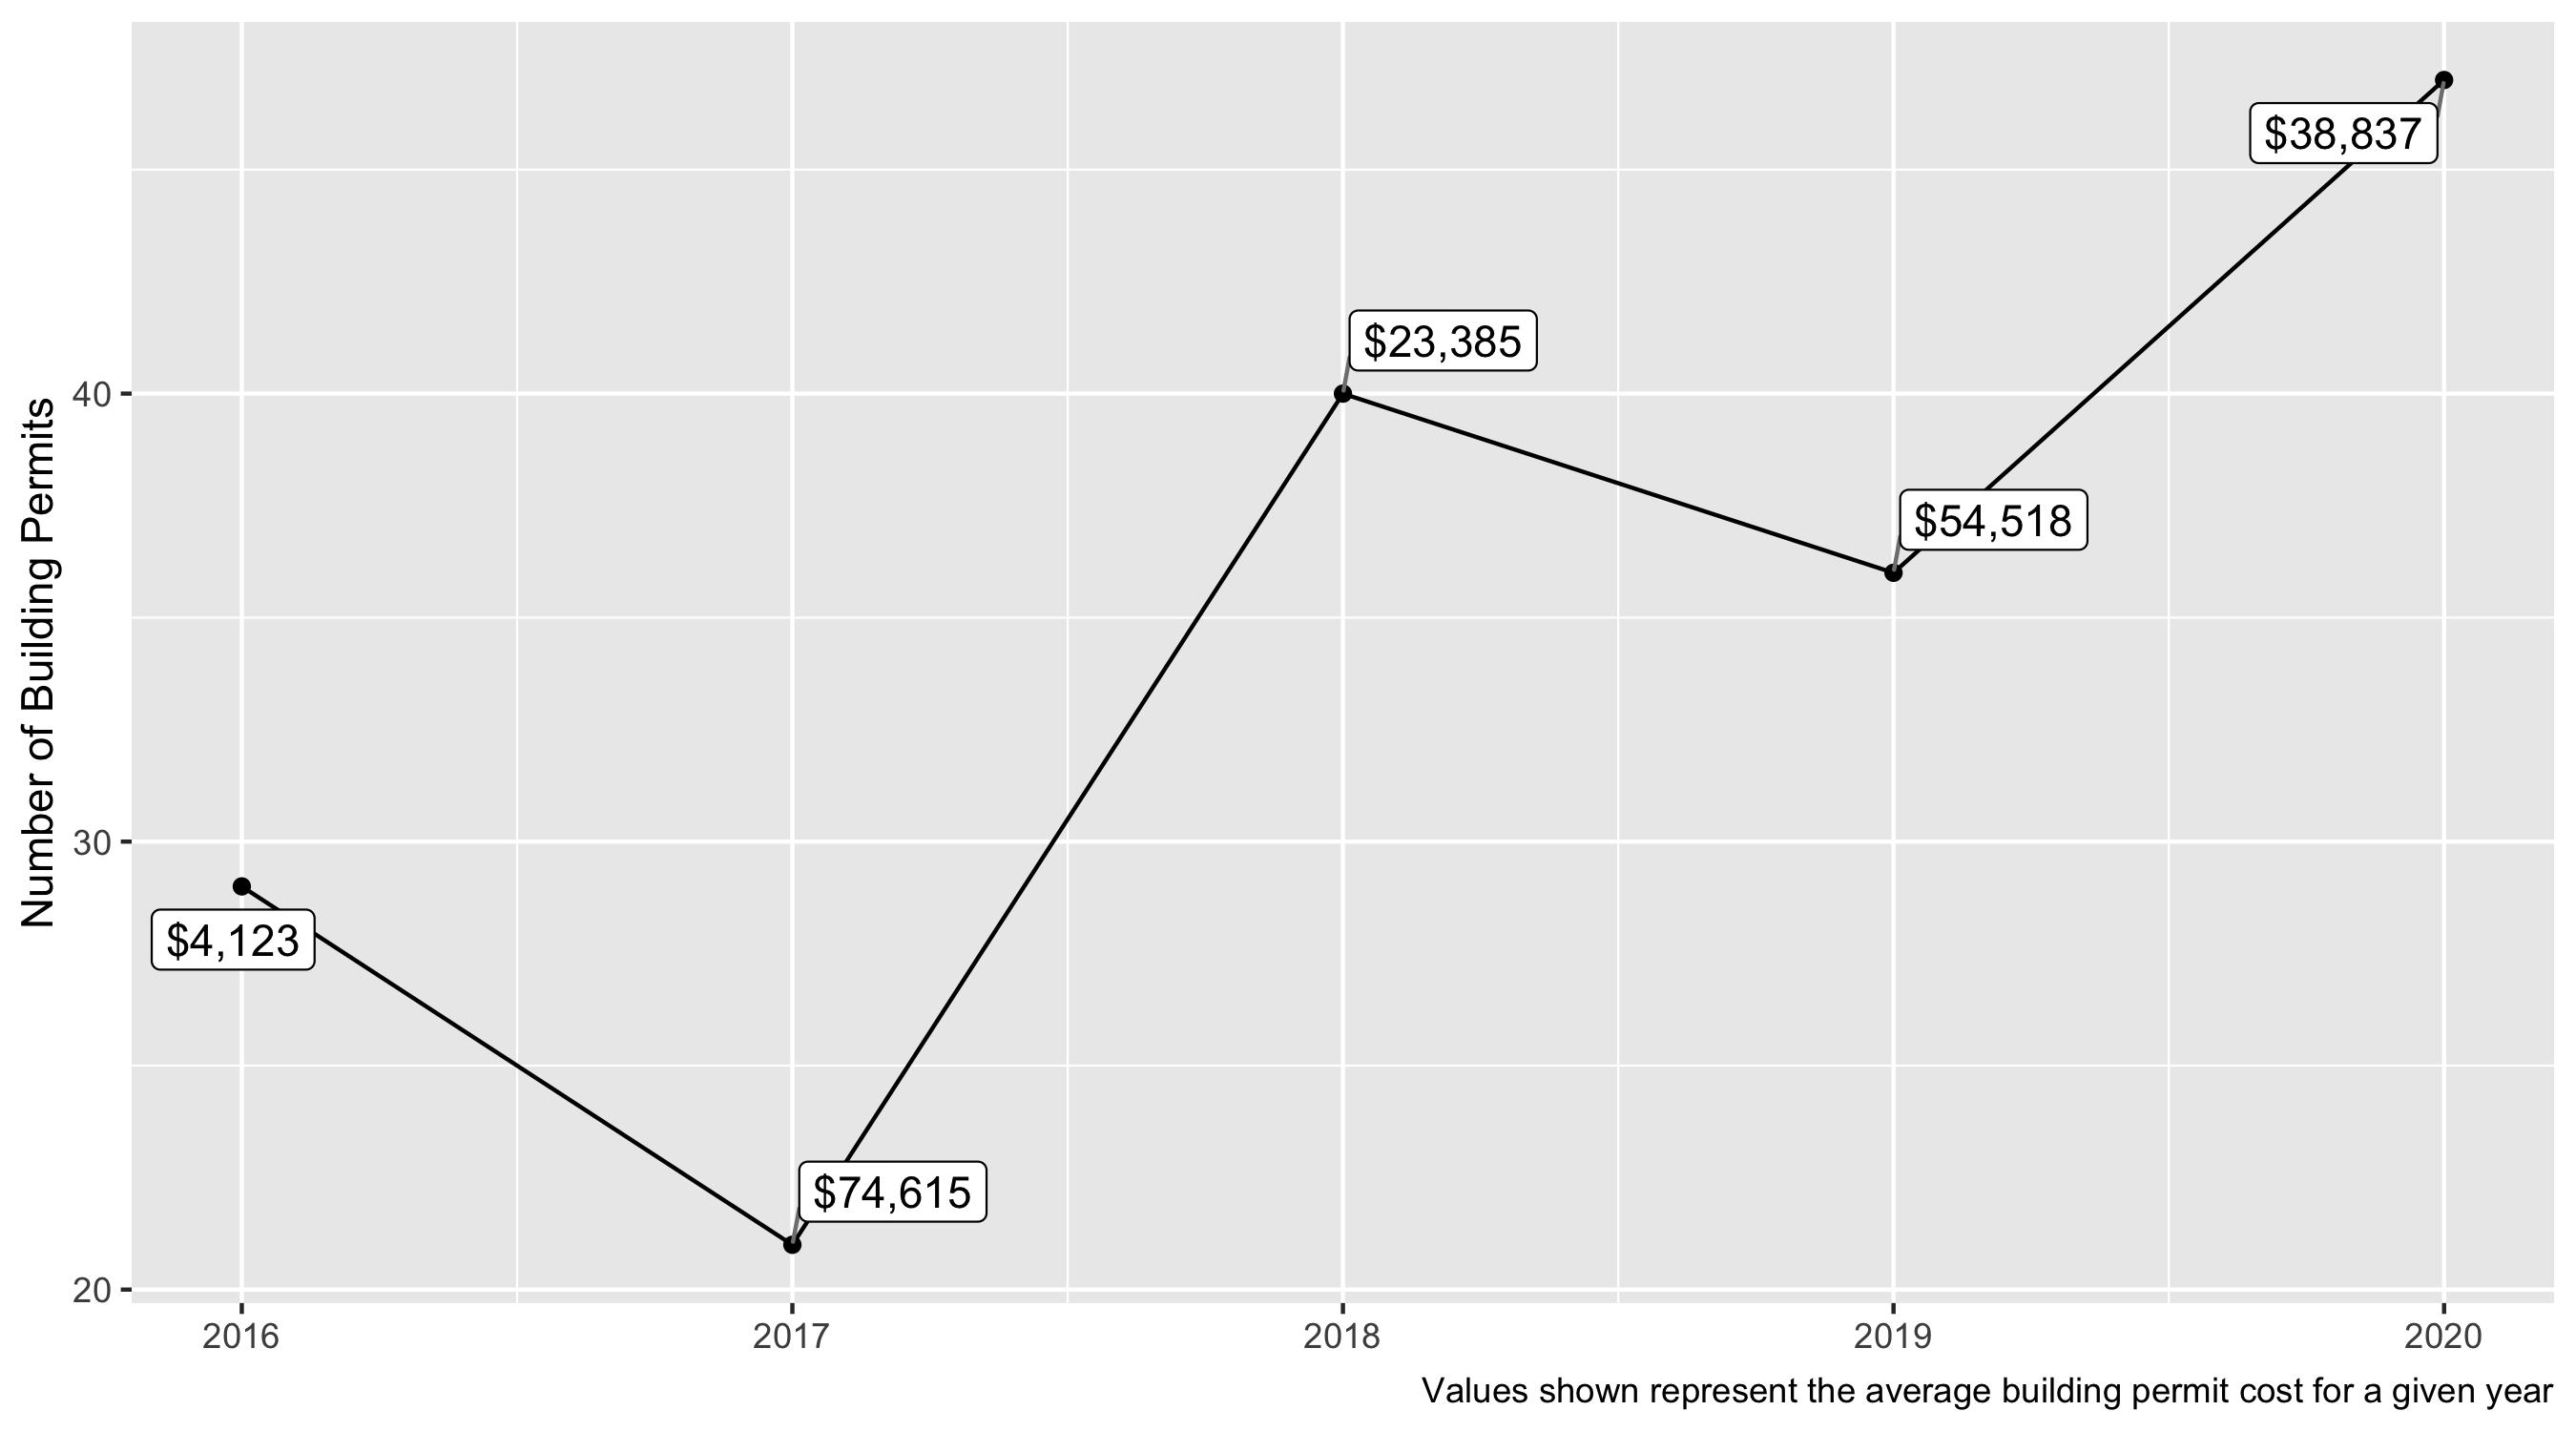 $38,837
$23,385
40
$54,518
Number of Building Permits
30
$4,123
$74,615
20
2016 2017 2018 2019 2020
Values shown represent the average building permit cost for a given year